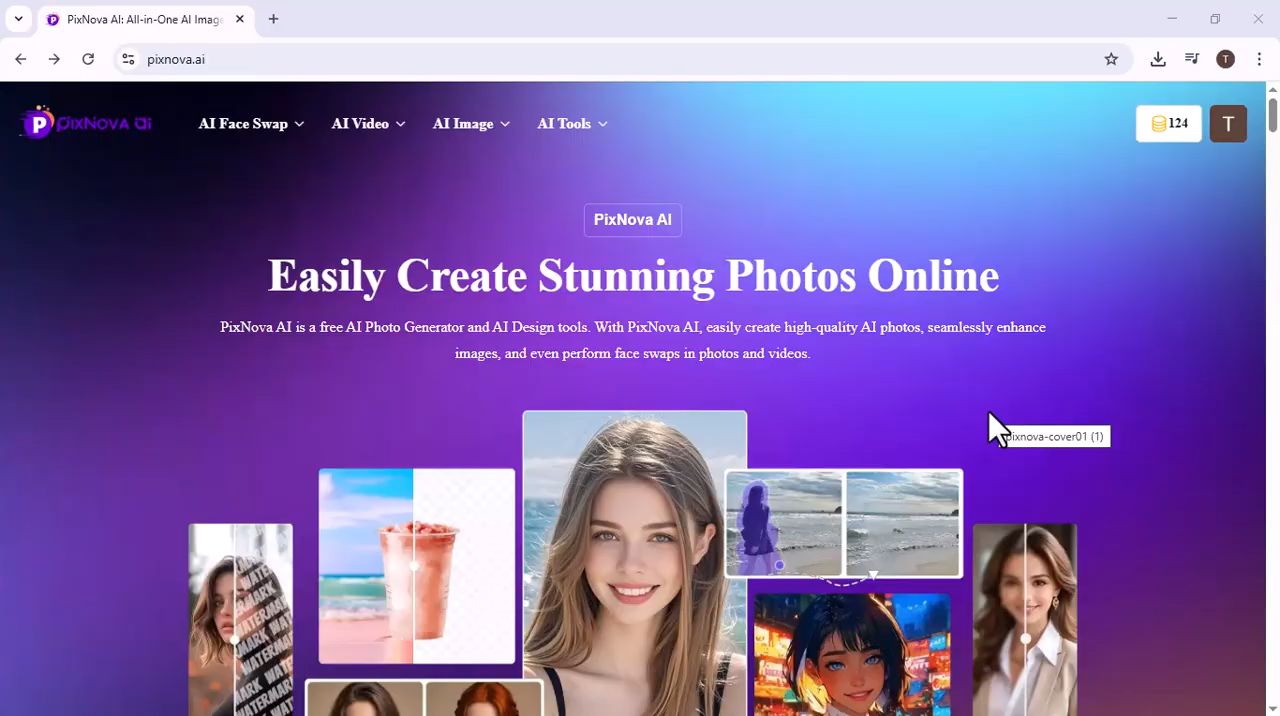 PixNova AI: All-in-One AI Image
pixnova.ai
T
P PIXNOVA ai
AI Face Swap
AI Video
AI Image
AI Tools
124
T
PixNova AI
Easily Create Stunning Photos Online
PixNova AI is a free AI Photo Generator and AI Design tools. With PixNova AI, easily create high-quality AI photos, seamlessly enhance
images, and even perform face swaps in photos and videos.
pixnova-cover01 (1)
WATERMARK